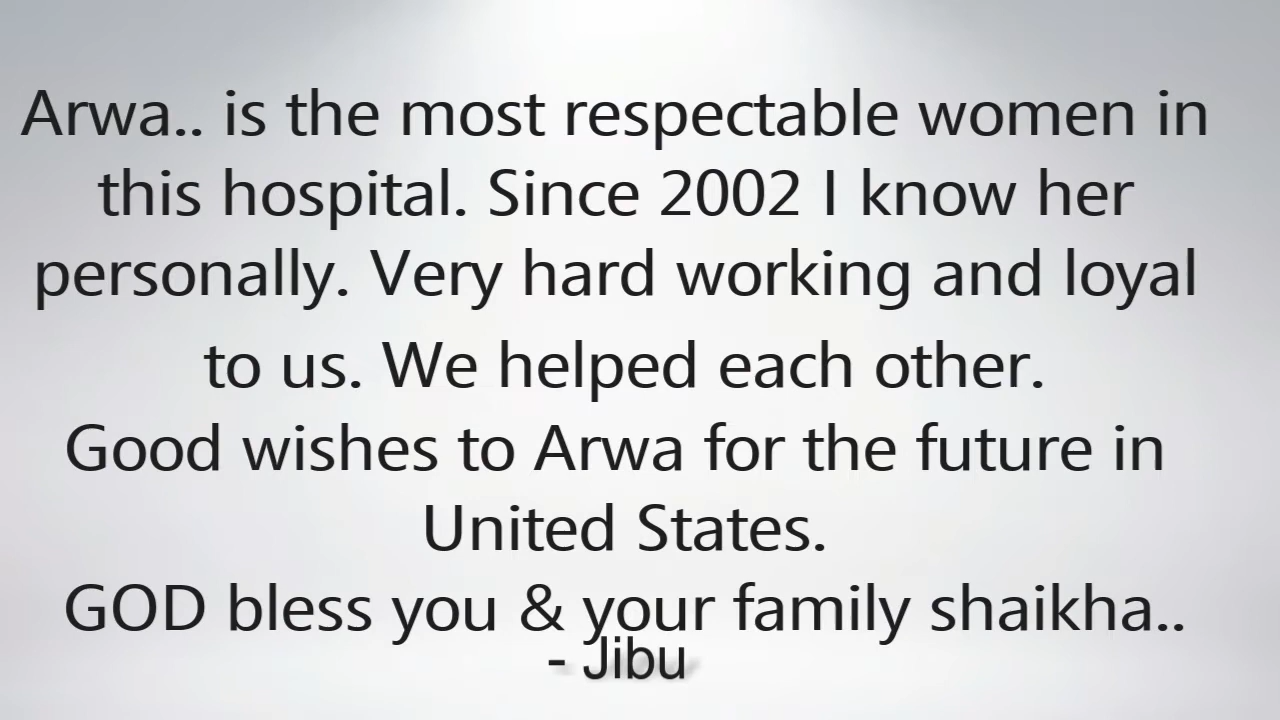 Arwa.. is the most respectable women in
this hospital. Since 2002 I know her
personally. Very hard working and loyal
to us. We helped each other.
Good wishes to Arwa for the future in
United States.
GOD bless you & your family shaikha..
- Jibu